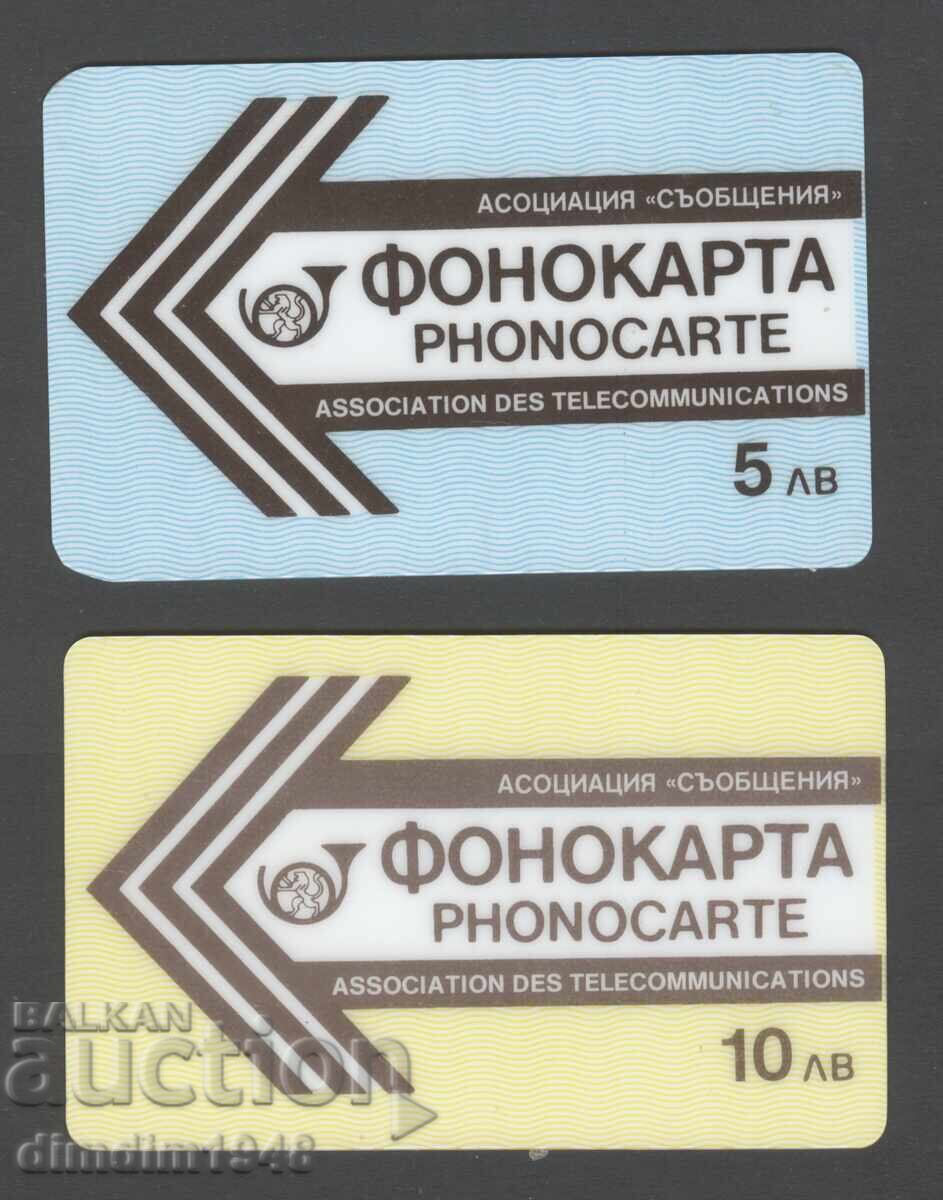 АСОЦИАЦИЯ «СЪОБЩЕНИЯ»
ФОНОКАРТА
PHONOCARTE
ASSOCIATION DES TELECOMMUNICATIONS
5 ЛВ
АСОЦИАЦИЯ «СЪОБЩЕНИЯ»
ФОНОКАРТА
PHONOCARTE
ASSOCIATION DES TELECOMMUNICATIONS
10 ЛВ
BALKAN
auction
dimdim1948